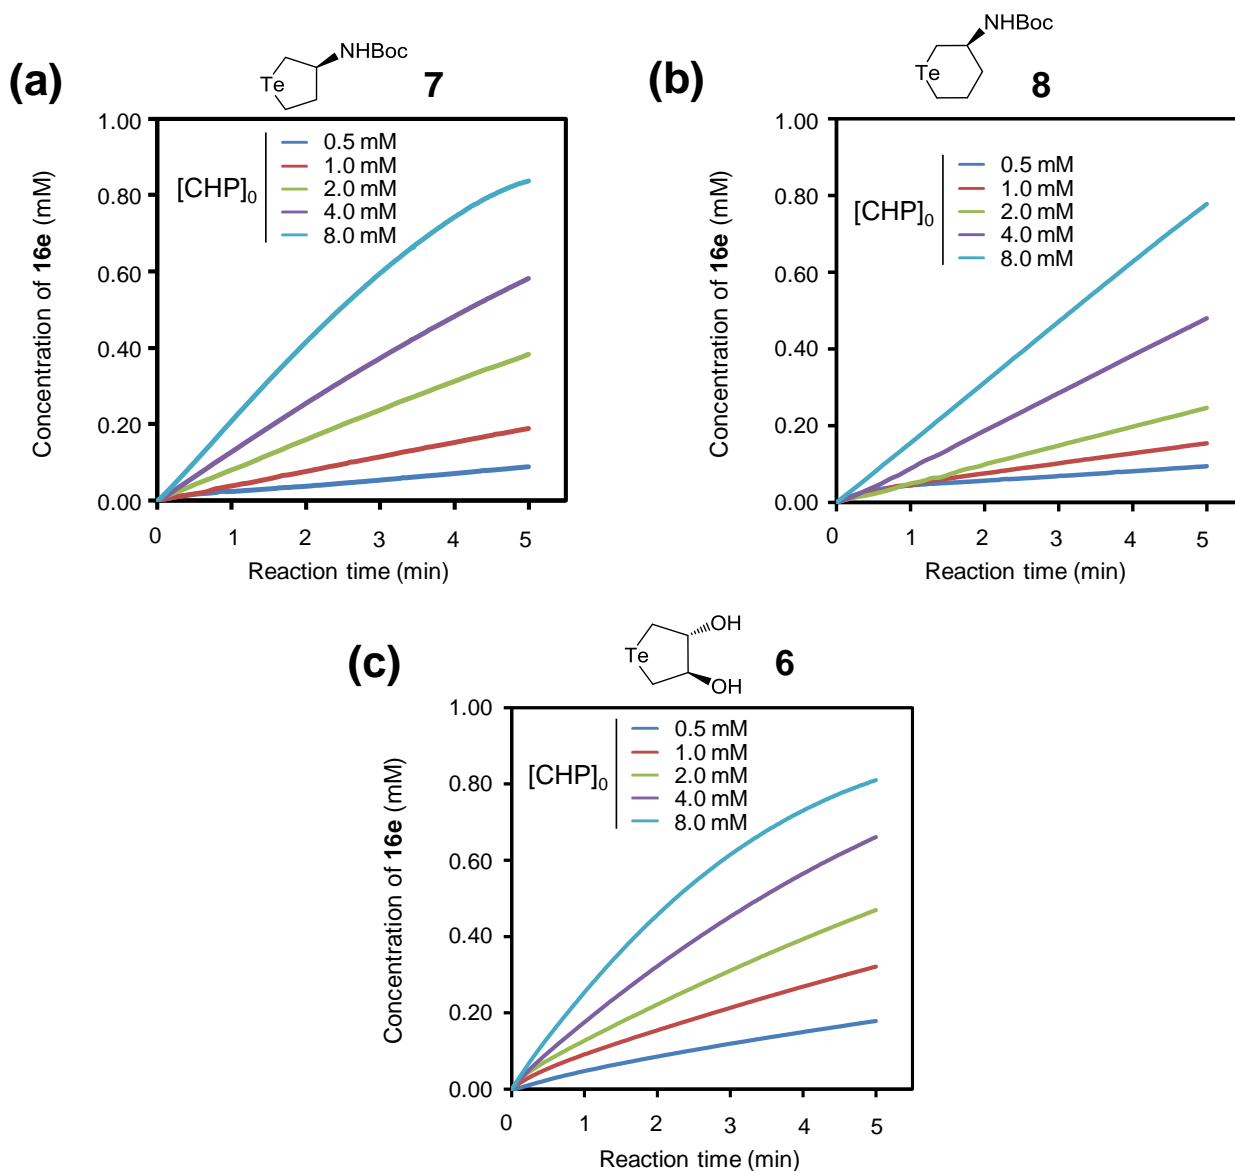 (a)
NHBoc
Te
7
1.00
0.80
0.60
0.40
0.20
0.00
Concentration of 16e (mM)
[CHP]0
0.5 mM
1.0 mM
2.0 mM
4.0 mM
8.0 mM
0 1 2 3 4 5
Reaction time (min)
(b)
NHBoc
Te
8
1.00
0.80
0.60
0.40
0.20
0.00
Concentration of 16e (mM)
[CHP]0
0.5 mM
1.0 mM
2.0 mM
4.0 mM
8.0 mM
0 1 2 3 4 5
Reaction time (min)
(c)
OH
Te
OH
6
1.00
0.80
0.60
0.40
0.20
0.00
Concentration of 16e (mM)
[CHP]0
0.5 mM
1.0 mM
2.0 mM
4.0 mM
8.0 mM
0 1 2 3 4 5
Reaction time (min)